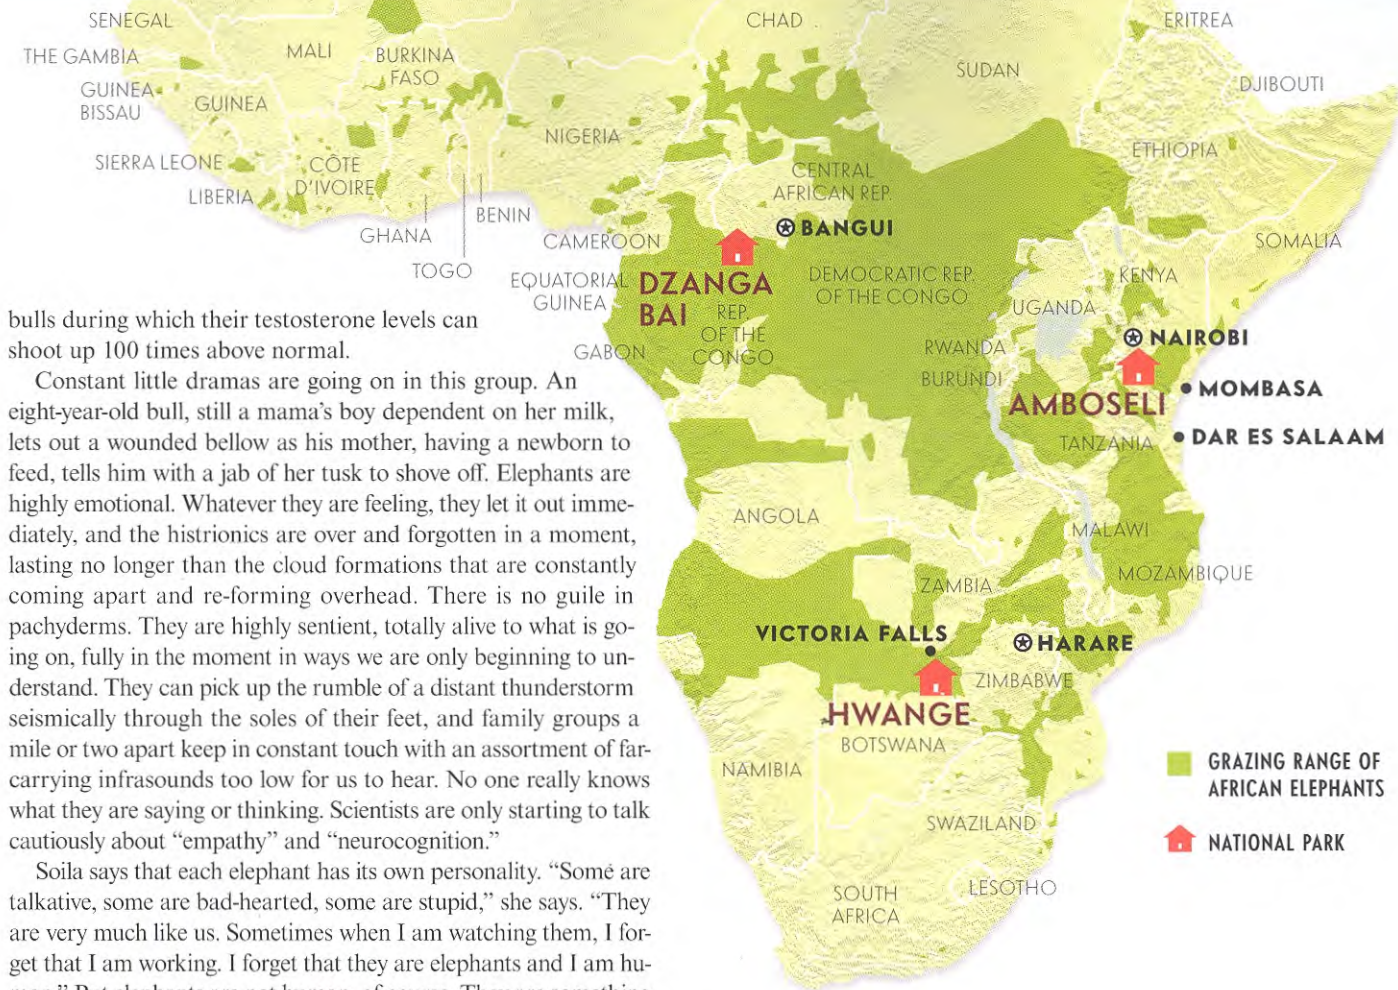 SENEGAL
THE GAMBIA
GUINEA
BISSAU
MALI
GUINEA
BURKINA
FASO
SIERRA LEONE
LIBERIA
CÔTE
D'IVOIRE
GHANA
TOGO
BENIN
NIGERIA
CHAD
SUDAN
ERITREA
DJIBOUTI
ETHIOPIA
SOMALIA
CENTRAL
AFRICAN REP.
BANGUI
CAMEROON
EQUATORIAL
GUINEA
DZANGA
BAI
REP.
OF THE
CONGO
GABON
DEMOCRATIC REP.
OF THE CONGO
UGANDA
KENYA
RWANDA
BURUNDI
NAIROBI
AMBOSELI
MOMBASA
DAR ES SALAAM
TANZANIA
ANGOLA
MALAWI
MOZAMBIQUE
ZAMBIA
VICTORIA FALLS
HARARE
ZIMBABWE
HWANGE
BOTSWANA
NAMIBIA
SWAZILAND
LESOTHO
SOUTH
AFRICA
GRAZING RANGE OF
AFRICAN ELEPHANTS
NATIONAL PARK
bulls during which their testosterone levels can
shoot up 100 times above normal.
Constant little dramas are going on in this group. An
eight-year-old bull, still a mama's boy dependent on her milk,
lets out a wounded bellow as his mother, having a newborn to
feed, tells him with a jab of her tusk to shove off. Elephants are
highly emotional. Whatever they are feeling, they let it out imme-
diately, and the histrionics are over and forgotten in a moment,
lasting no longer than the cloud formations that are constantly
coming apart and re-forming overhead. There is no guile in
pachyderms. They are highly sentient, totally alive to what is go-
ing on, fully in the moment in ways we are only beginning to un-
derstand. They can pick up the rumble of a distant thunderstorm
seismically through the soles of their feet, and family groups a
mile or two apart keep in constant touch with an assortment of far-
carrying infrasounds too low for us to hear. No one really knows
what they are saying or thinking. Scientists are only starting to talk
cautiously about “empathy” and “neurocognition.”
Soila says that each elephant has its own personality. “Some are
talkative, some are bad-hearted, some are stupid,” she says. “They
are very much like us. Sometimes when I am watching them, I for-
get that I am working. I forget that they are elephants and I am hu-